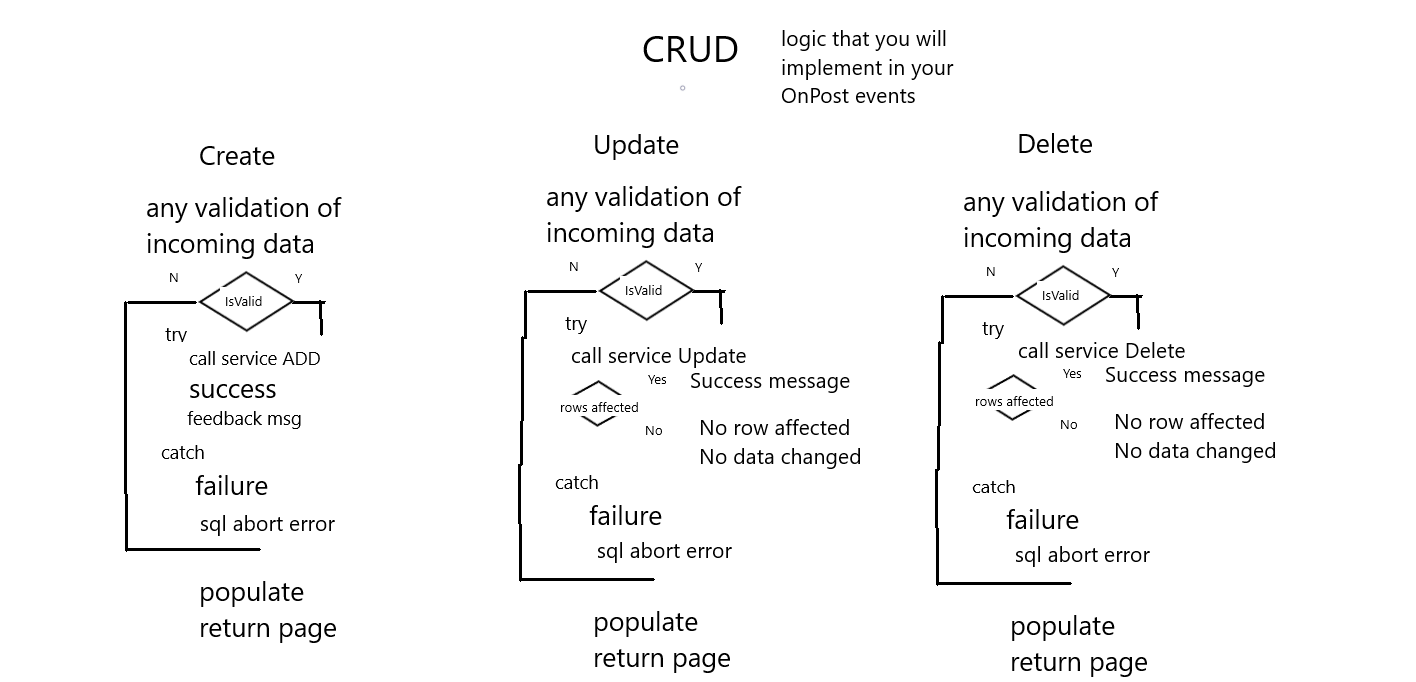 CRUD
logic that you will
implement in your
OnPost events
Create
any validation of
incoming data
N
Y
IsValid
try
call service ADD
success
feedback msg
catch
failure
sql abort error
populate
return page
Update
any validation of
incoming data
N
Y
IsValid
try
call service Update
Yes
Success message
rows affected
No
No row affected
No data changed
catch
failure
sql abort error
populate
return page
Delete
any validation of
incoming data
N
Y
IsValid
try
call service Delete
Yes
Success message
rows affected
No
No row affected
No data changed
catch
failure
sql abort error
populate
return page